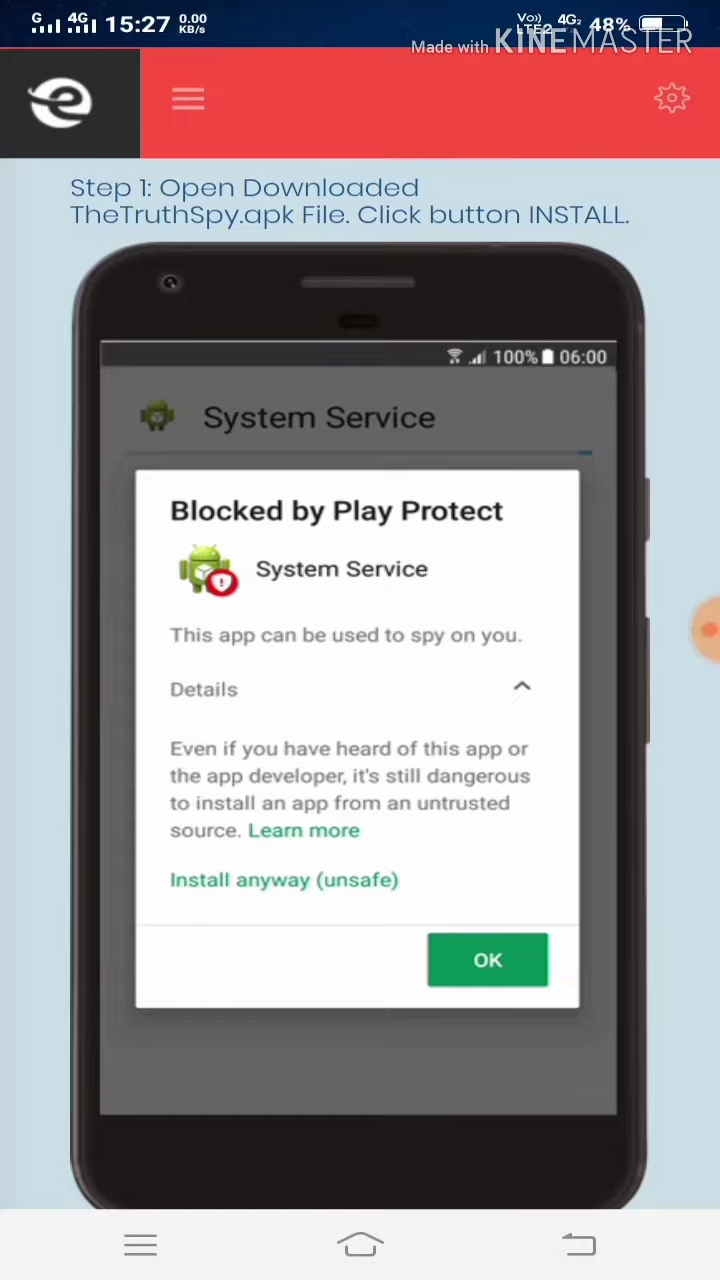 G 4G 15:27 0.00 KB/s Vo)) LTE2 4G2 48%
Made with KINEMASTER
Step 1: Open Downloaded
TheTruthSpy.apk File. Click button INSTALL.
100% 06:00
System Service
Blocked by Play Protect
System Service
This app can be used to spy on you.
Details
Even if you have heard of this app or
the app developer, it's still dangerous
to install an app from an untrusted
source. Learn more
Install anyway (unsafe)
OK